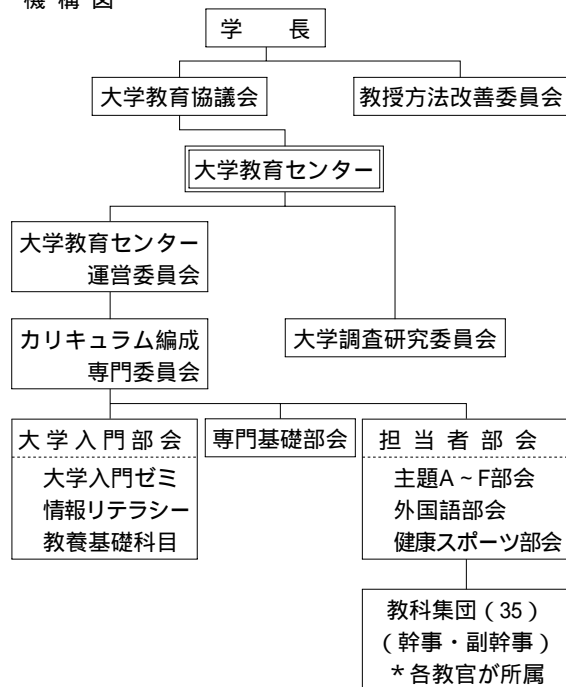 機 構 図
学　　長
大学教育協議会
教授方法改善委員会
大学教育センター
大学教育センター
運営委員会
カリキュラム編成
専門委員会
大学調査研究委員会
大 学 入 門 部 会
大学入門ゼミ
情報リテラシー
教養基礎科目
専門基礎部会
担 当 者 部 会
主題A～F部会
外国語部会
健康スポーツ部会
教科集団（35）
（幹事・副幹事）
*各教官が所属